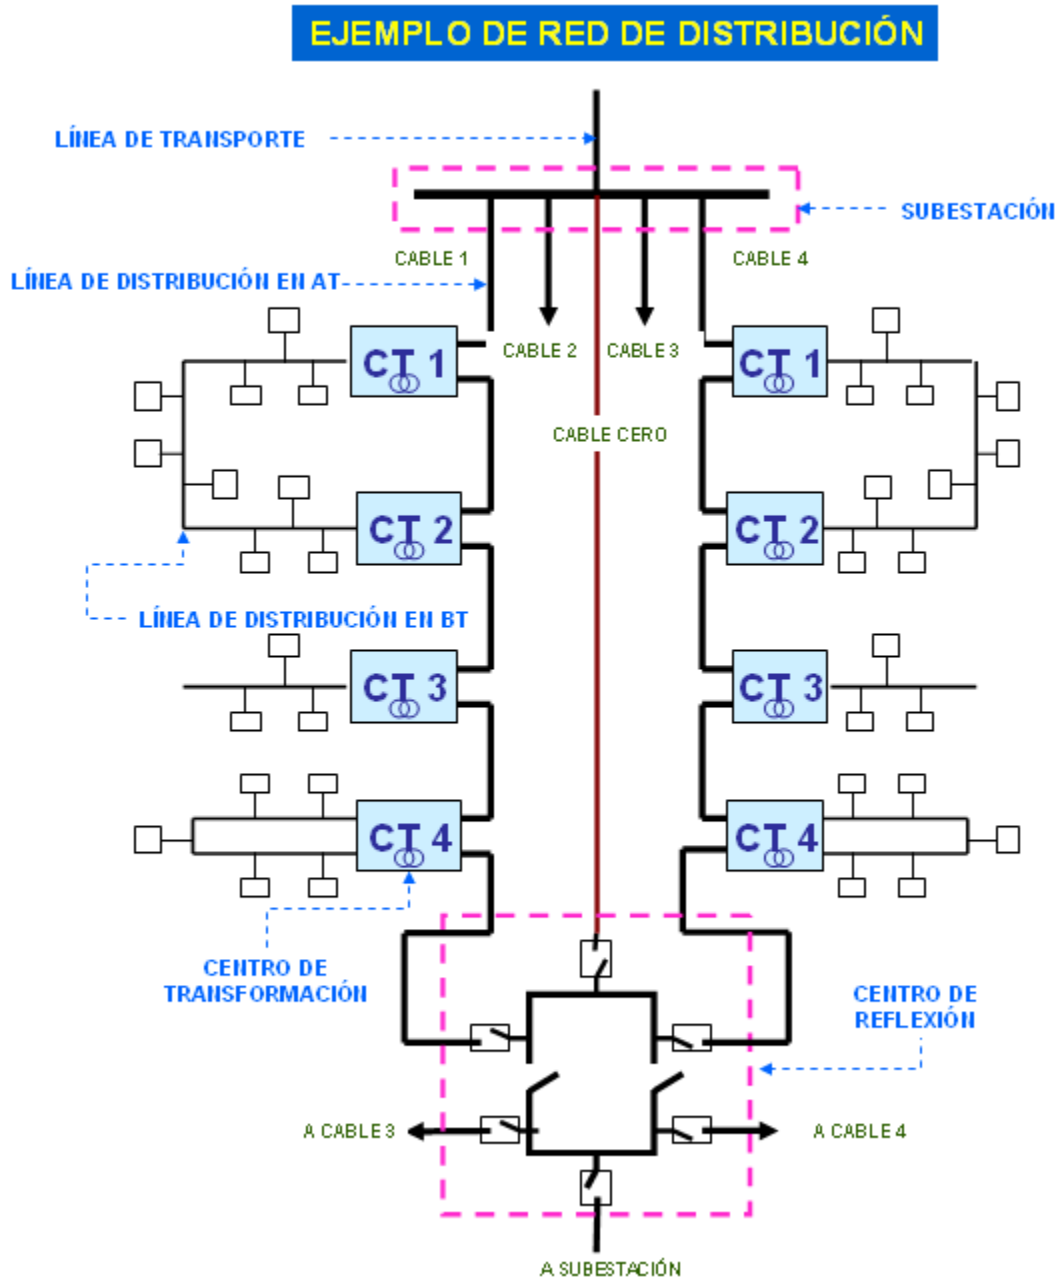 EJEMPLO DE RED DE DISTRIBUCIÓN
LÍNEA DE TRANSPORTE
SUBESTACIÓN
CABLE 1
CABLE 4
LÍNEA DE DISTRIBUCIÓN EN AT
CABLE 2
CABLE 3
CT 1
CT 1
CABLE CERO
CT 2
CT 2
LÍNEA DE DISTRIBUCIÓN EN BT
CT 3
CT 3
CT 4
CT 4
CENTRO DE
TRANSFORMACIÓN
CENTRO DE
REFLEXIÓN
A CABLE 3
A CABLE 4
A SUBESTACIÓN